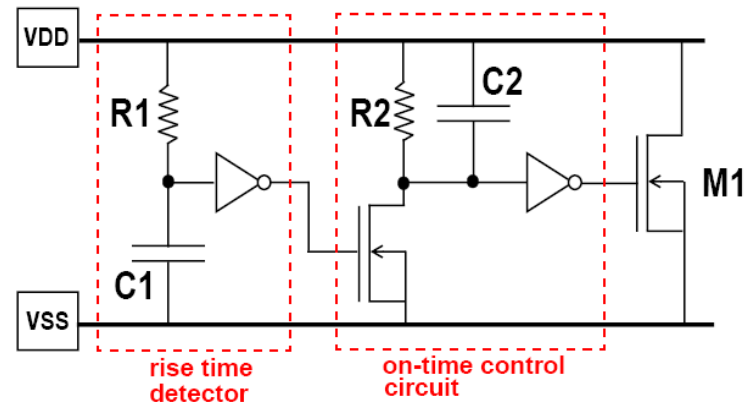 VDD
R1
C1
R2
C2
M1
VSS
rise time
detector
on-time control
circuit